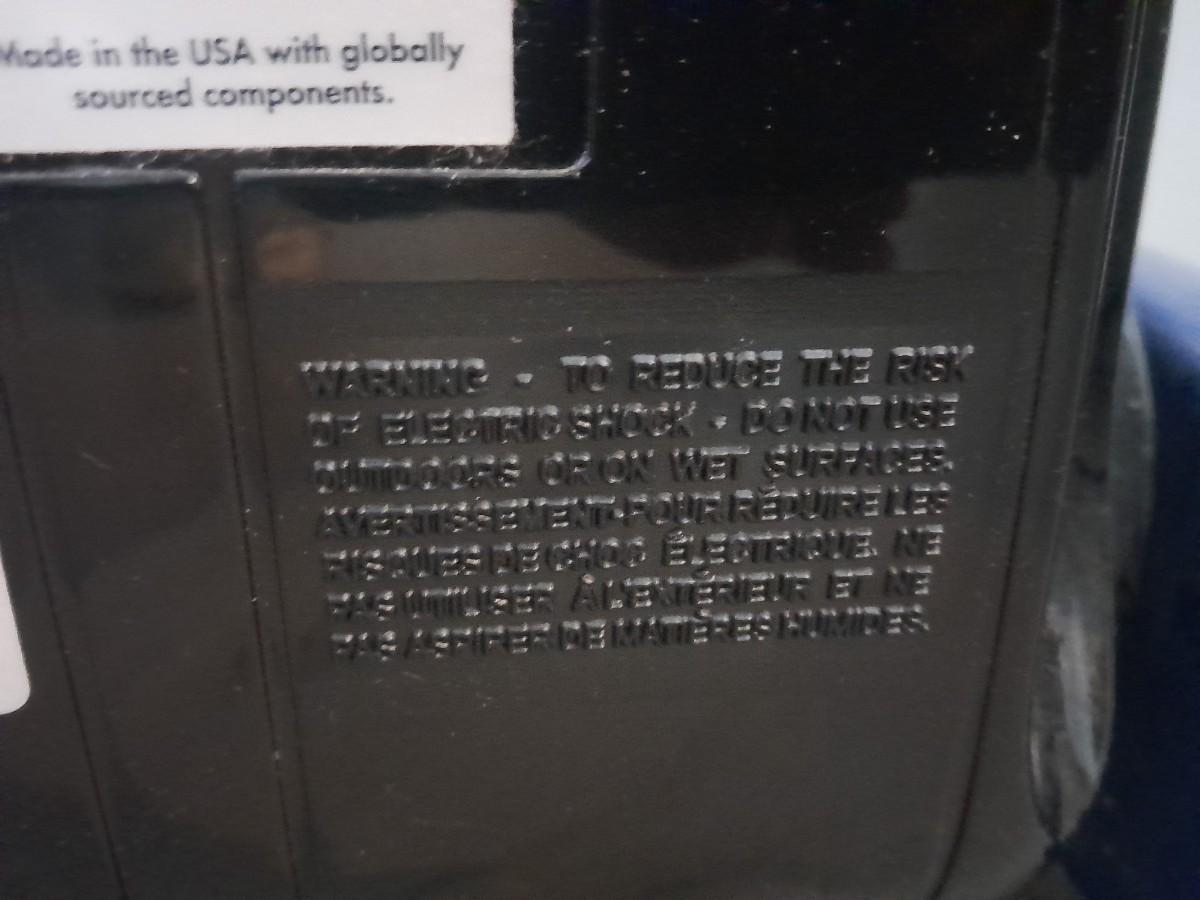 Made in the USA with globally
sourced components.
WARNING - TO REDUCE THE RISK
OF ELECTRIC SHOCK - DO NOT USE
OUTDOORS OR ON WET SURFACES.
AVERTISSEMENT-POUR RÉDUIRE LES
RISQUES DE CHOC ÉLECTRIQUE. NE
PAS UTILISER À L'EXTÉRIEUR ET NE
PAS ASPIRER DE MATIÈRES HUMIDES.